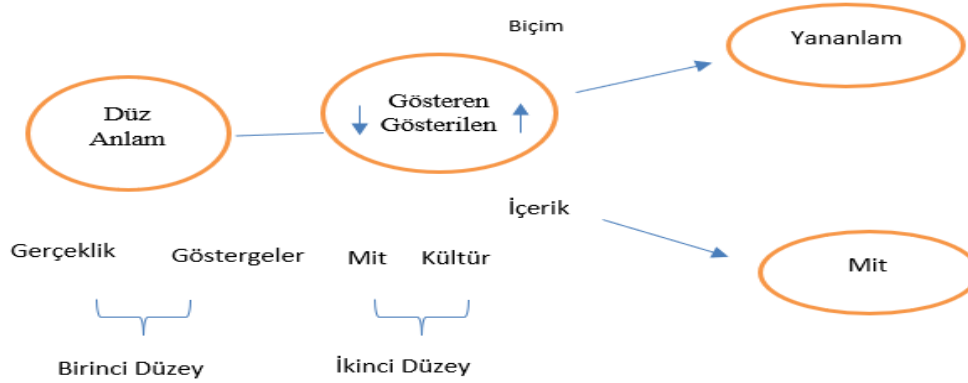 Biçim
Yananlam
Düz
Anlam
Gösteren
Gösterilen
İçerik
Gerçeklik
Göstergeler
Mit
Kültür
Mit
Birinci Düzey
İkinci Düzey